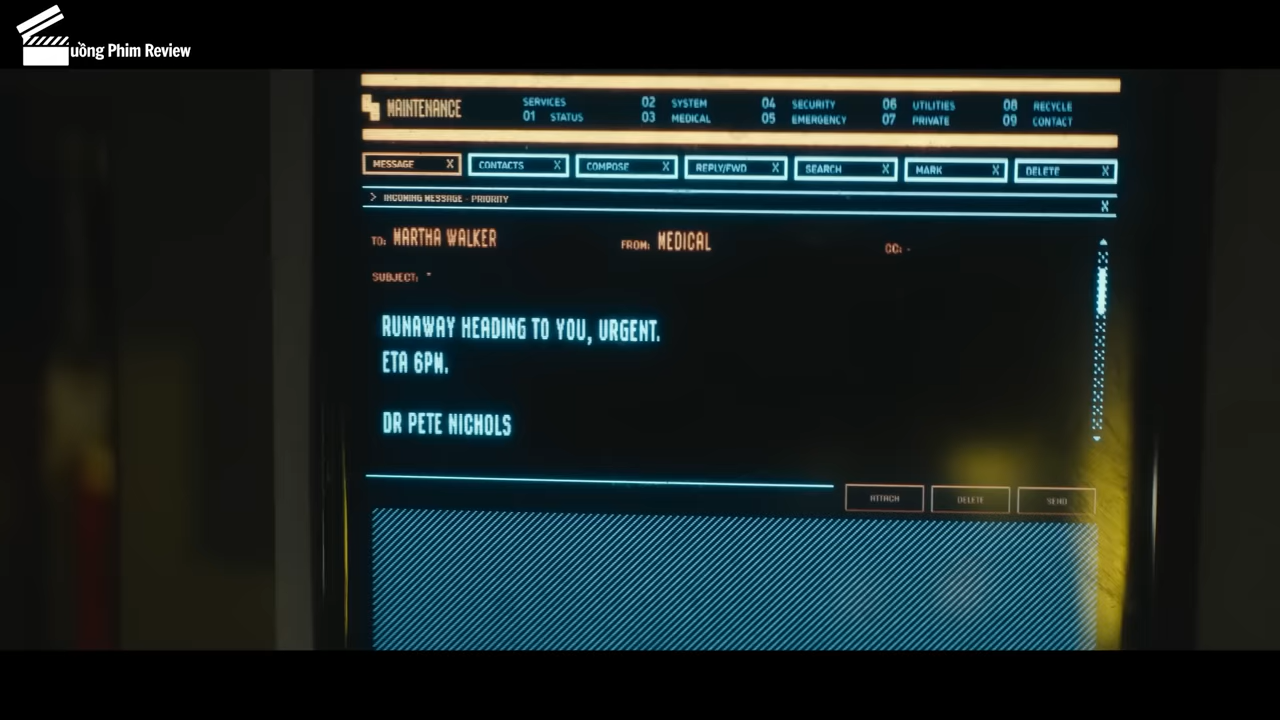 uồng Phim Review
MAINTENANCE
SERVICES 02 SYSTEM 04 SECURITY 06 UTILITIES 08 RECYCLE
01 STATUS 03 MEDICAL 05 EMERGENCY 07 PRIVATE 09 CONTACT
MESSAGE X CONTACTS X COMPOSE X REPLY/FWD X SEARCH X MARK X DELETE X
> INCOMING MESSAGE - PRIORITY X
TO: MARTHA WALKER FROM: MEDICAL CC: -
SUBJECT: -
RUNAWAY HEADING TO YOU, URGENT.
ETA 6PM.
DR PETE NICHOLS
ATTACH DELETE SEND